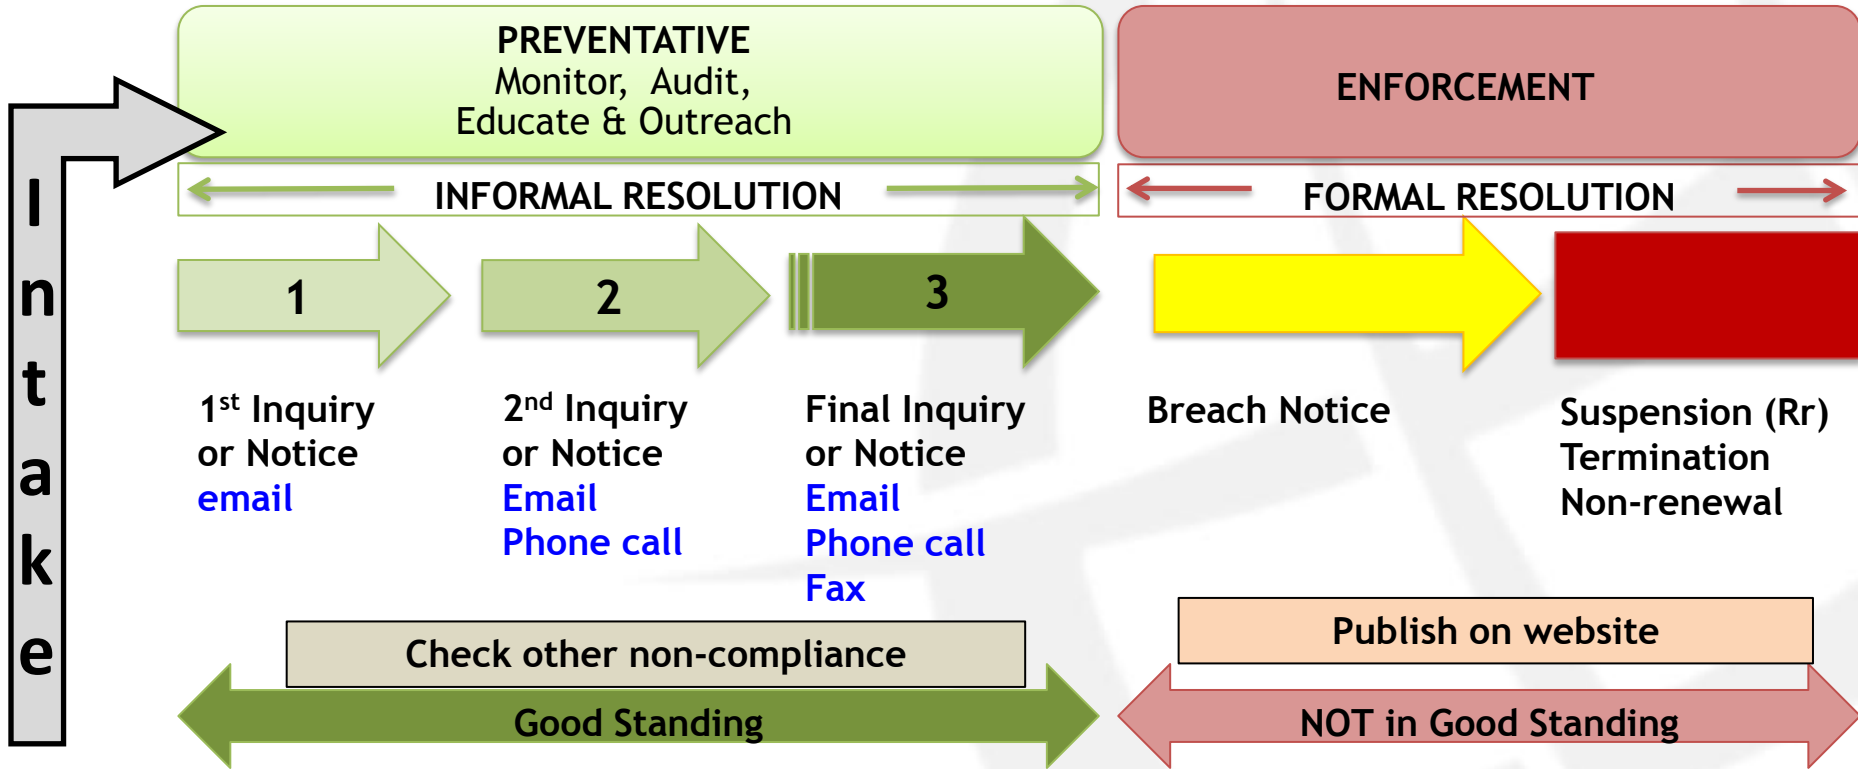 Intake
PREVENTATIVE
Monitor, Audit,
Educate & Outreach
ENFORCEMENT
INFORMAL RESOLUTION
FORMAL RESOLUTION
1
2
3
1st Inquiry
or Notice
email
2nd Inquiry
or Notice
Email
Phone call
Final Inquiry
or Notice
Email
Phone call
Fax
Breach Notice
Suspension (Rr)
Termination
Non-renewal
Check other non-compliance
Publish on website
Good Standing
NOT in Good Standing